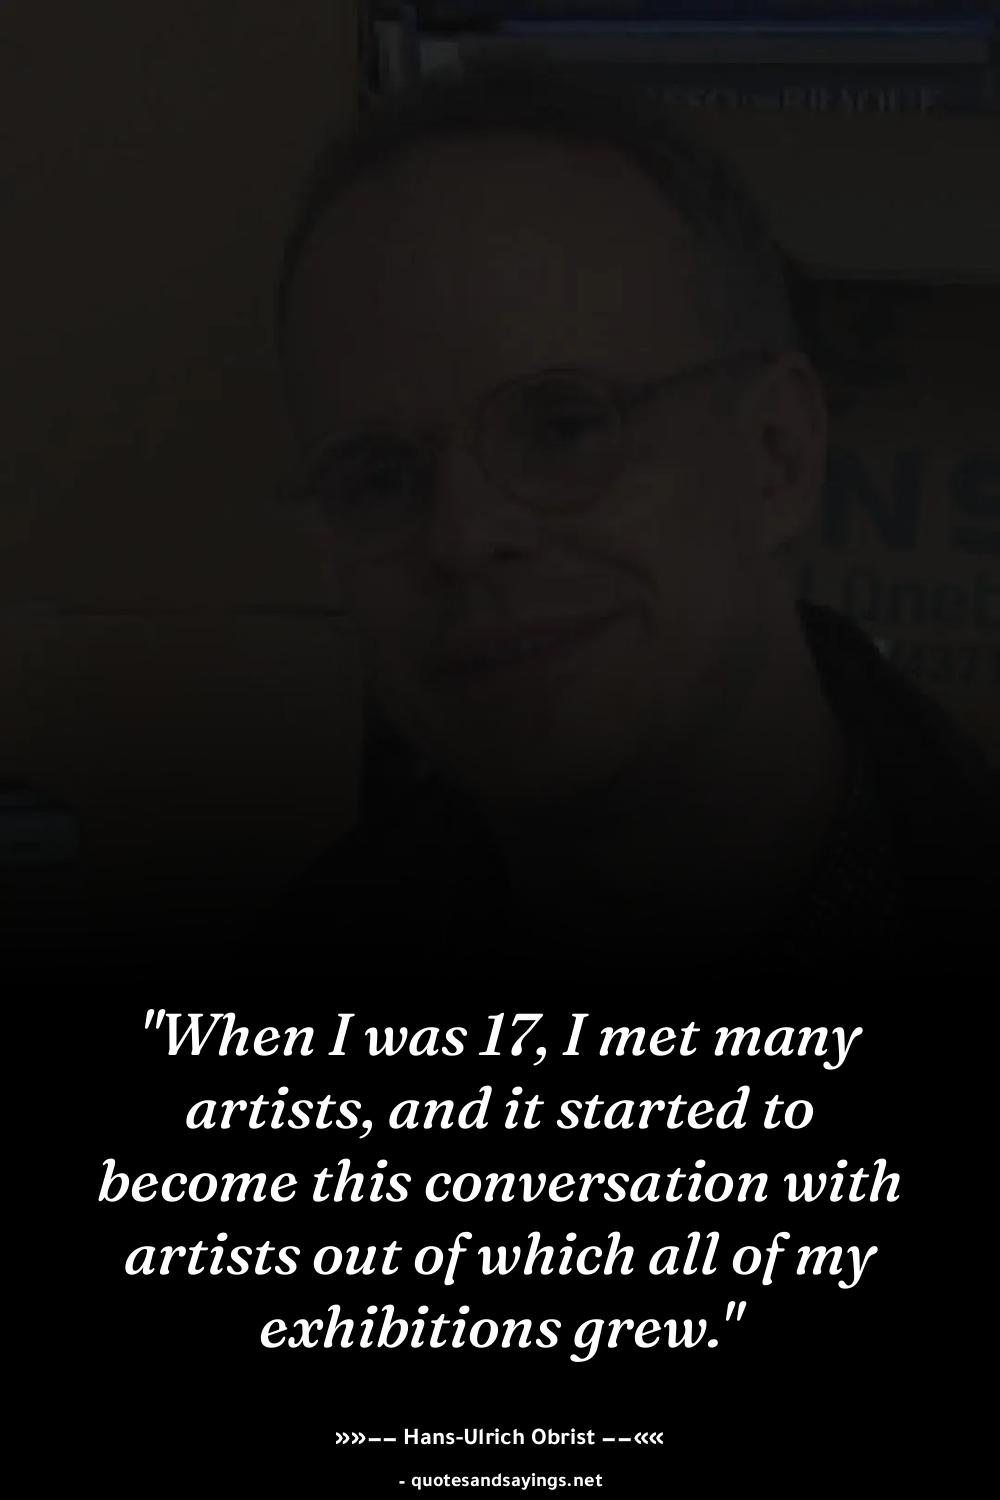 N S
"When I was 17, I met many
artists, and it started to
become this conversation with
artists out of which all of my
exhibitions grew."
»»−− Hans-Ulrich Obrist −−««
- quotesandsayings.net